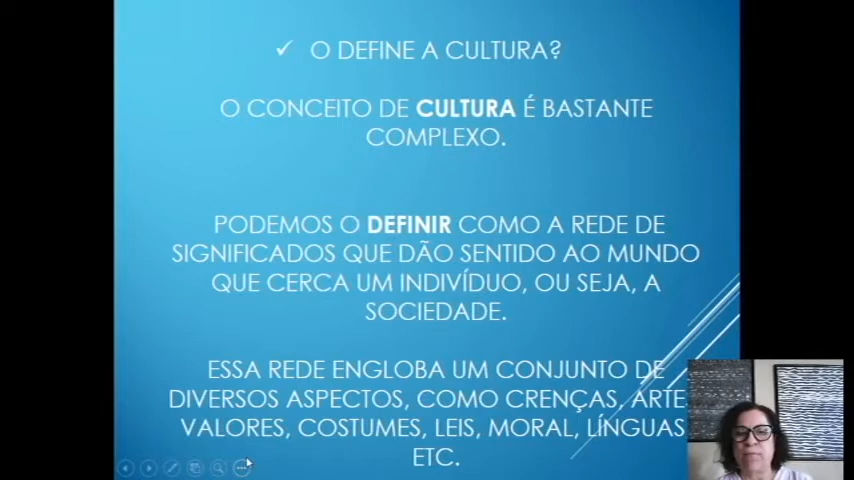 O DEFINE A CULTURA?
O CONCEITO DE CULTURA É BASTANTE
COMPLEXO.
PODEMOS O DEFINIR COMO A REDE DE
SIGNIFICADOS QUE DÃO SENTIDO AO MUNDO
QUE CERCA UM INDIVÍDUO, OU SEJA, A
SOCIEDADE.
ESSA REDE ENGLOBA UM CONJUNTO DE
DIVERSOS ASPECTOS, COMO CRENÇAS, ARTE
VALORES, COSTUMES, LEIS, MORAL, LÍNGUAS
ETC.